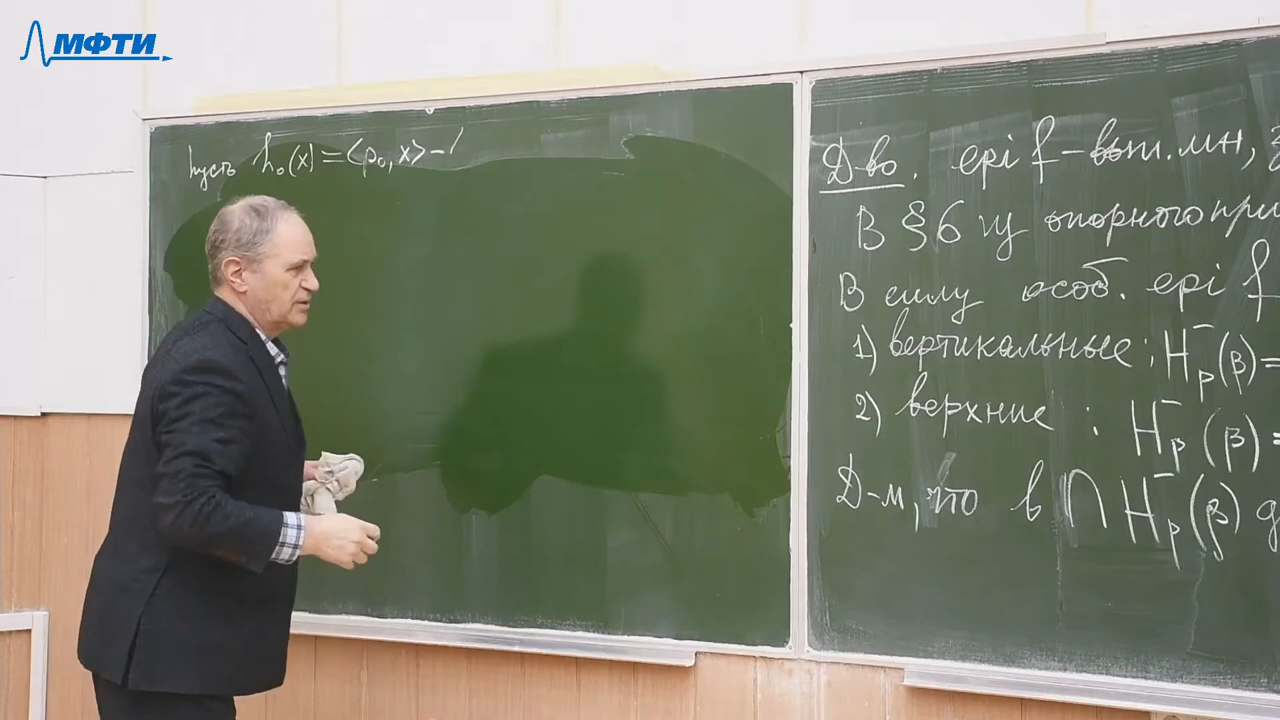 МФТИ
Пусть h₀(x) = <p₀, x> -
Д-во. epi f - вып. мн,
В §6 из опорного при
В силу особ. epi f
1) вертикальные : H⁻ₚ(β) =
2) верхние : H⁻ₚ(β) =
Д-м, что в ∩ H⁻ₚ(β)